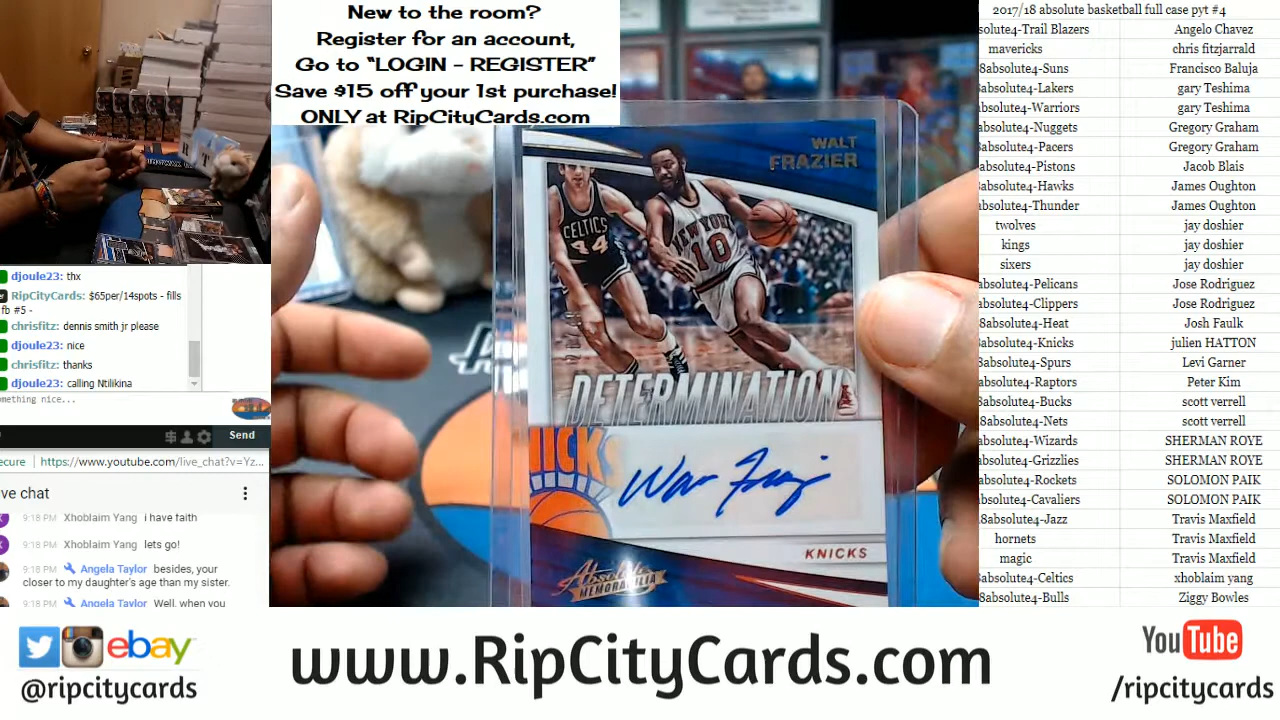 New to the room?
Register for an account,
Go to “LOGIN - REGISTER”
Save $15 off your 1st purchase!
ONLY at RipCityCards.com
2017/18 absolute basketball full case pyt #4
solute4-Trail Blazers Angelo Chavez
mavericks chris fitzjarrald
8absolute4-Suns Francisco Baluja
absolute4-Lakers gary Teshima
absolute4-Warriors gary Teshima
absolute4-Nuggets Gregory Graham
absolute4-Pacers Gregory Graham
absolute4-Pistons Jacob Blais
absolute4-Hawks James Oughton
absolute4-Thunder James Oughton
twolves jay doshier
kings jay doshier
sixers jay doshier
absolute4-Pelicans Jose Rodriguez
absolute4-Clippers Jose Rodriguez
8absolute4-Heat Josh Faulk
absolute4-Knicks julien HATTON
8absolute4-Spurs Levi Garner
absolute4-Raptors Peter Kim
absolute4-Bucks scott verrell
8absolute4-Nets scott verrell
absolute4-Wizards SHERMAN ROYE
absolute4-Grizzlies SHERMAN ROYE
absolute4-Rockets SOLOMON PAIK
absolute4-Cavaliers SOLOMON PAIK
8absolute4-Jazz Travis Maxfield
hornets Travis Maxfield
magic Travis Maxfield
absolute4-Celtics xhoblaim yang
8absolute4-Bulls Ziggy Bowles
WALT
FRAZIER
CELTICS
44
NEW YORK
10
DETERMINATION
KNICKS
Absolute
MEMORABILIA
djoule23: thx
RipCityCards: $65per/14spots - fills
fb #5 -
chrisfitz: dennis smith jr please
djoule23: nice
chrisfitz: thanks
djoule23: calling Ntilikina
omething nice...
Send
ecure https://www.youtube.com/live_chat?v=Yz...
ve chat
9:18 PM Xhoblaim Yang i have faith
9:18 PM Xhoblaim Yang lets go!
9:18 PM Angela Taylor besides, your
closer to my daughter's age than my sister.
9:18 PM Angela Taylor Well, when you
ebay
@ripcitycards
www.RipCityCards.com
YouTube
/ripcitycards